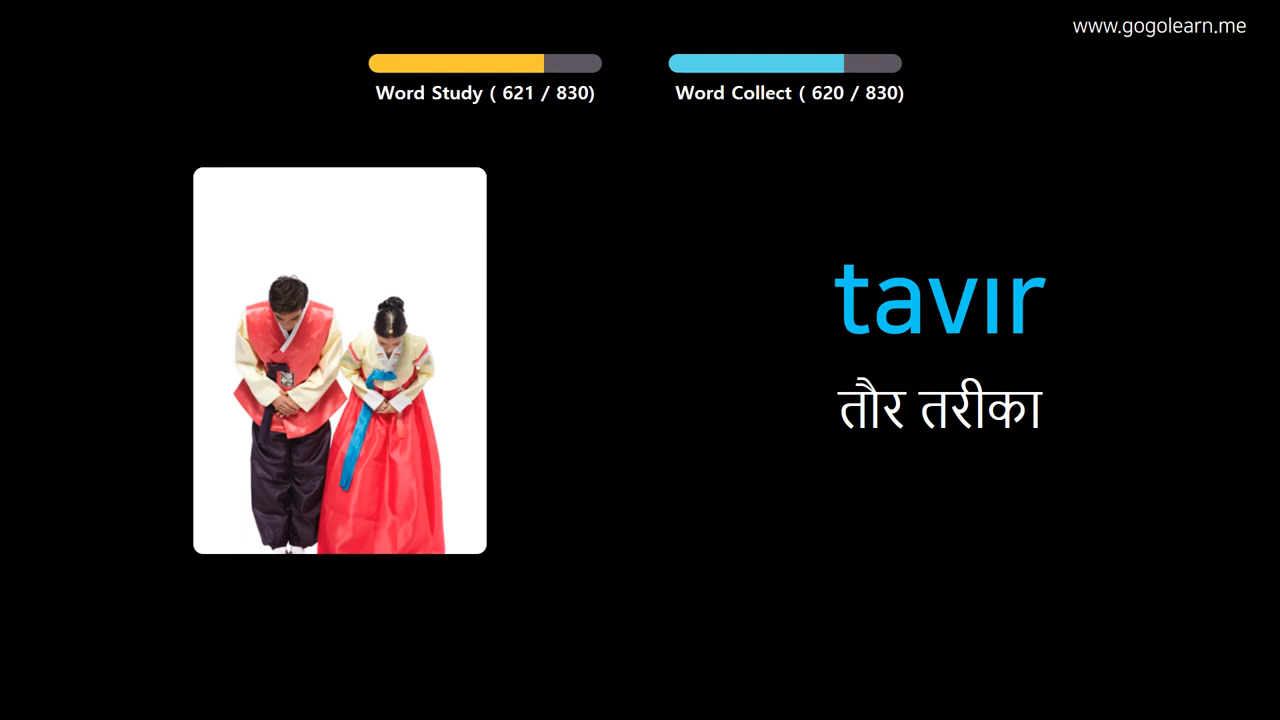 www.gogolearn.me
Word Study ( 621 / 830)
Word Collect ( 620 / 830)
tavır
तौर तरीका